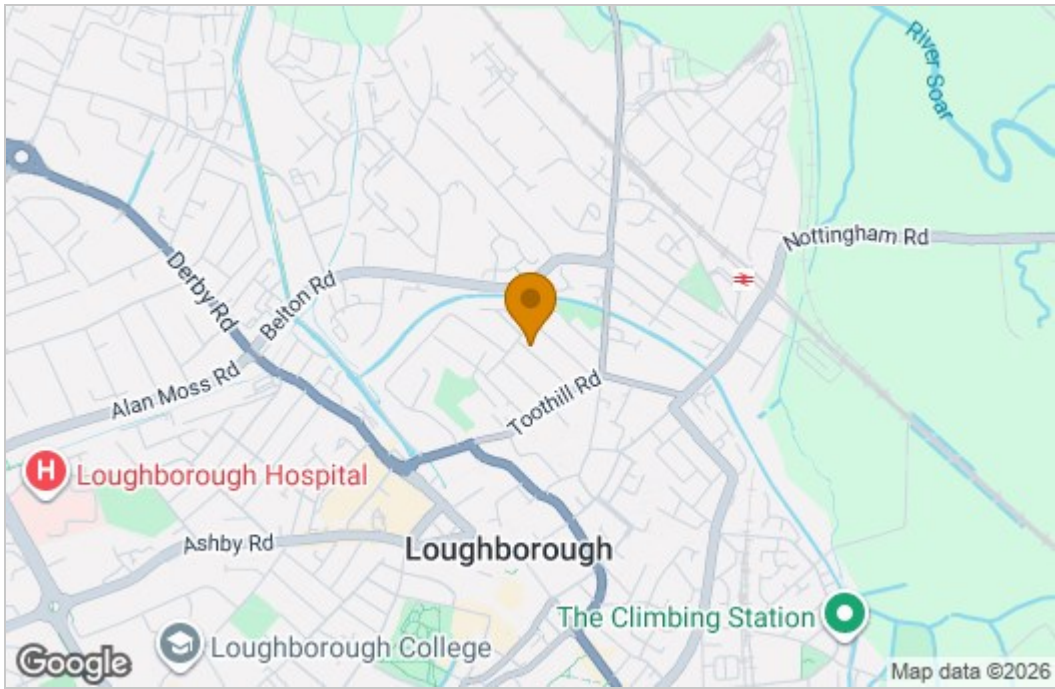 River Soar
Nottingham Rd
Derby Rd
Belton Rd
Alan Moss Rd
Toothill Rd
H
Loughborough Hospital
Ashby Rd
Loughborough
The Climbing Station
Loughborough College
Google
Map data ©2026